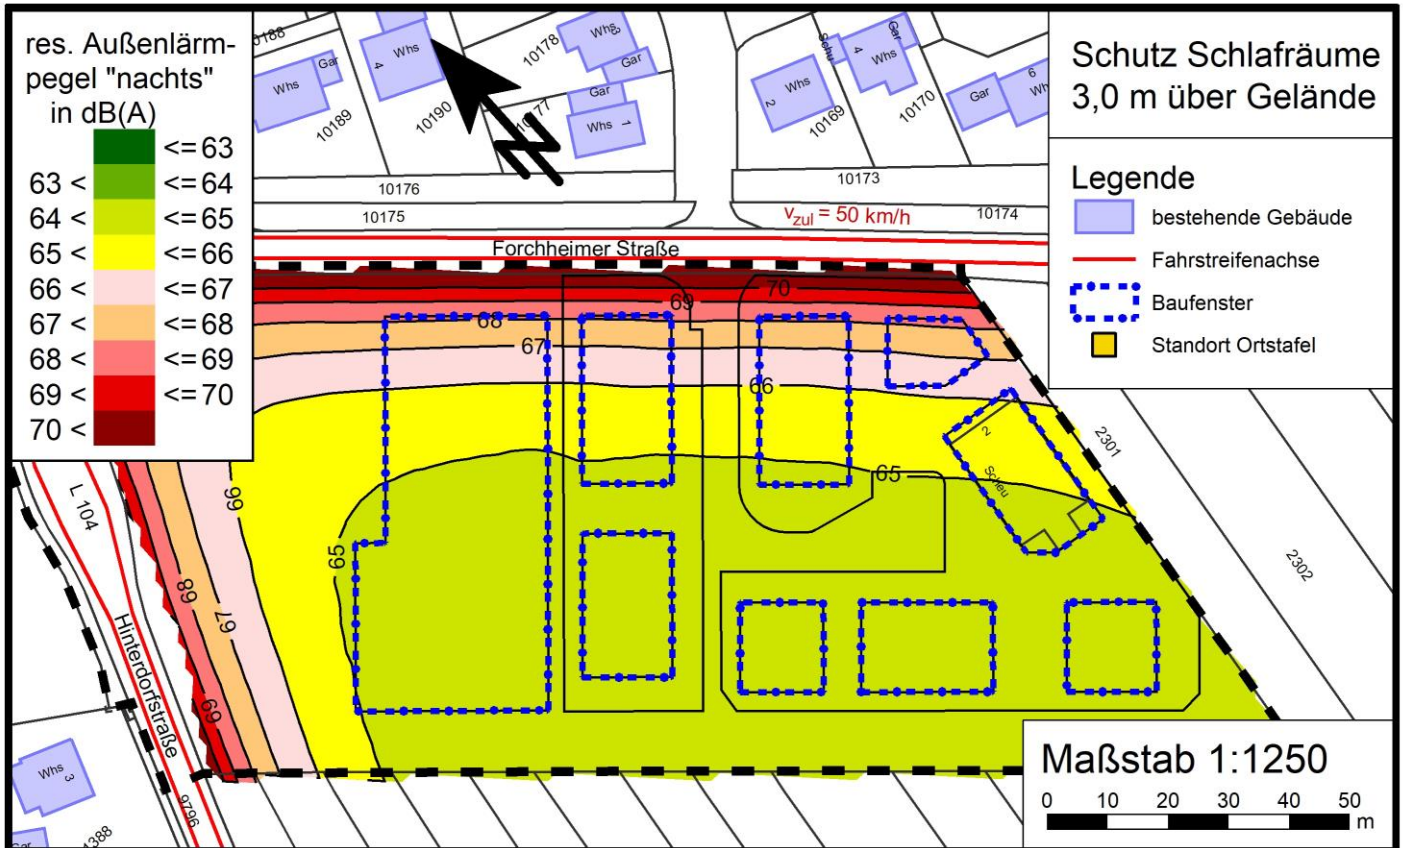 res. Außenlärm-
pegel "nachts"
in dB(A)
<=63
63 < <=64
64 < <=65
65 < <=66
66 < <=67
67 < <=68
68 < <=69
69 < <=70
70 <
Schutz Schlafräume
3,0 m über Gelände
Legende
bestehende Gebäude
Fahrstreifenachse
Baufenster
Standort Ortstafel
Maßstab 1:1250
0 10 20 30 40 50 m
Whs
Gar
10189
Whs 4
10190
10178
Whs
Gar
Gar
10177
Whs 1
Whs 2
10169
Schu
4 Whs
Gar
10170
Gar
6
10176
10175
10173
10174
vzul = 50 km/h
Forchheimer Straße
70
69
68
67
66
65
66
65
68
67
69
2
Scheu
2301
2302
L 104
Hinterdorfstraße
9796
Whs 3